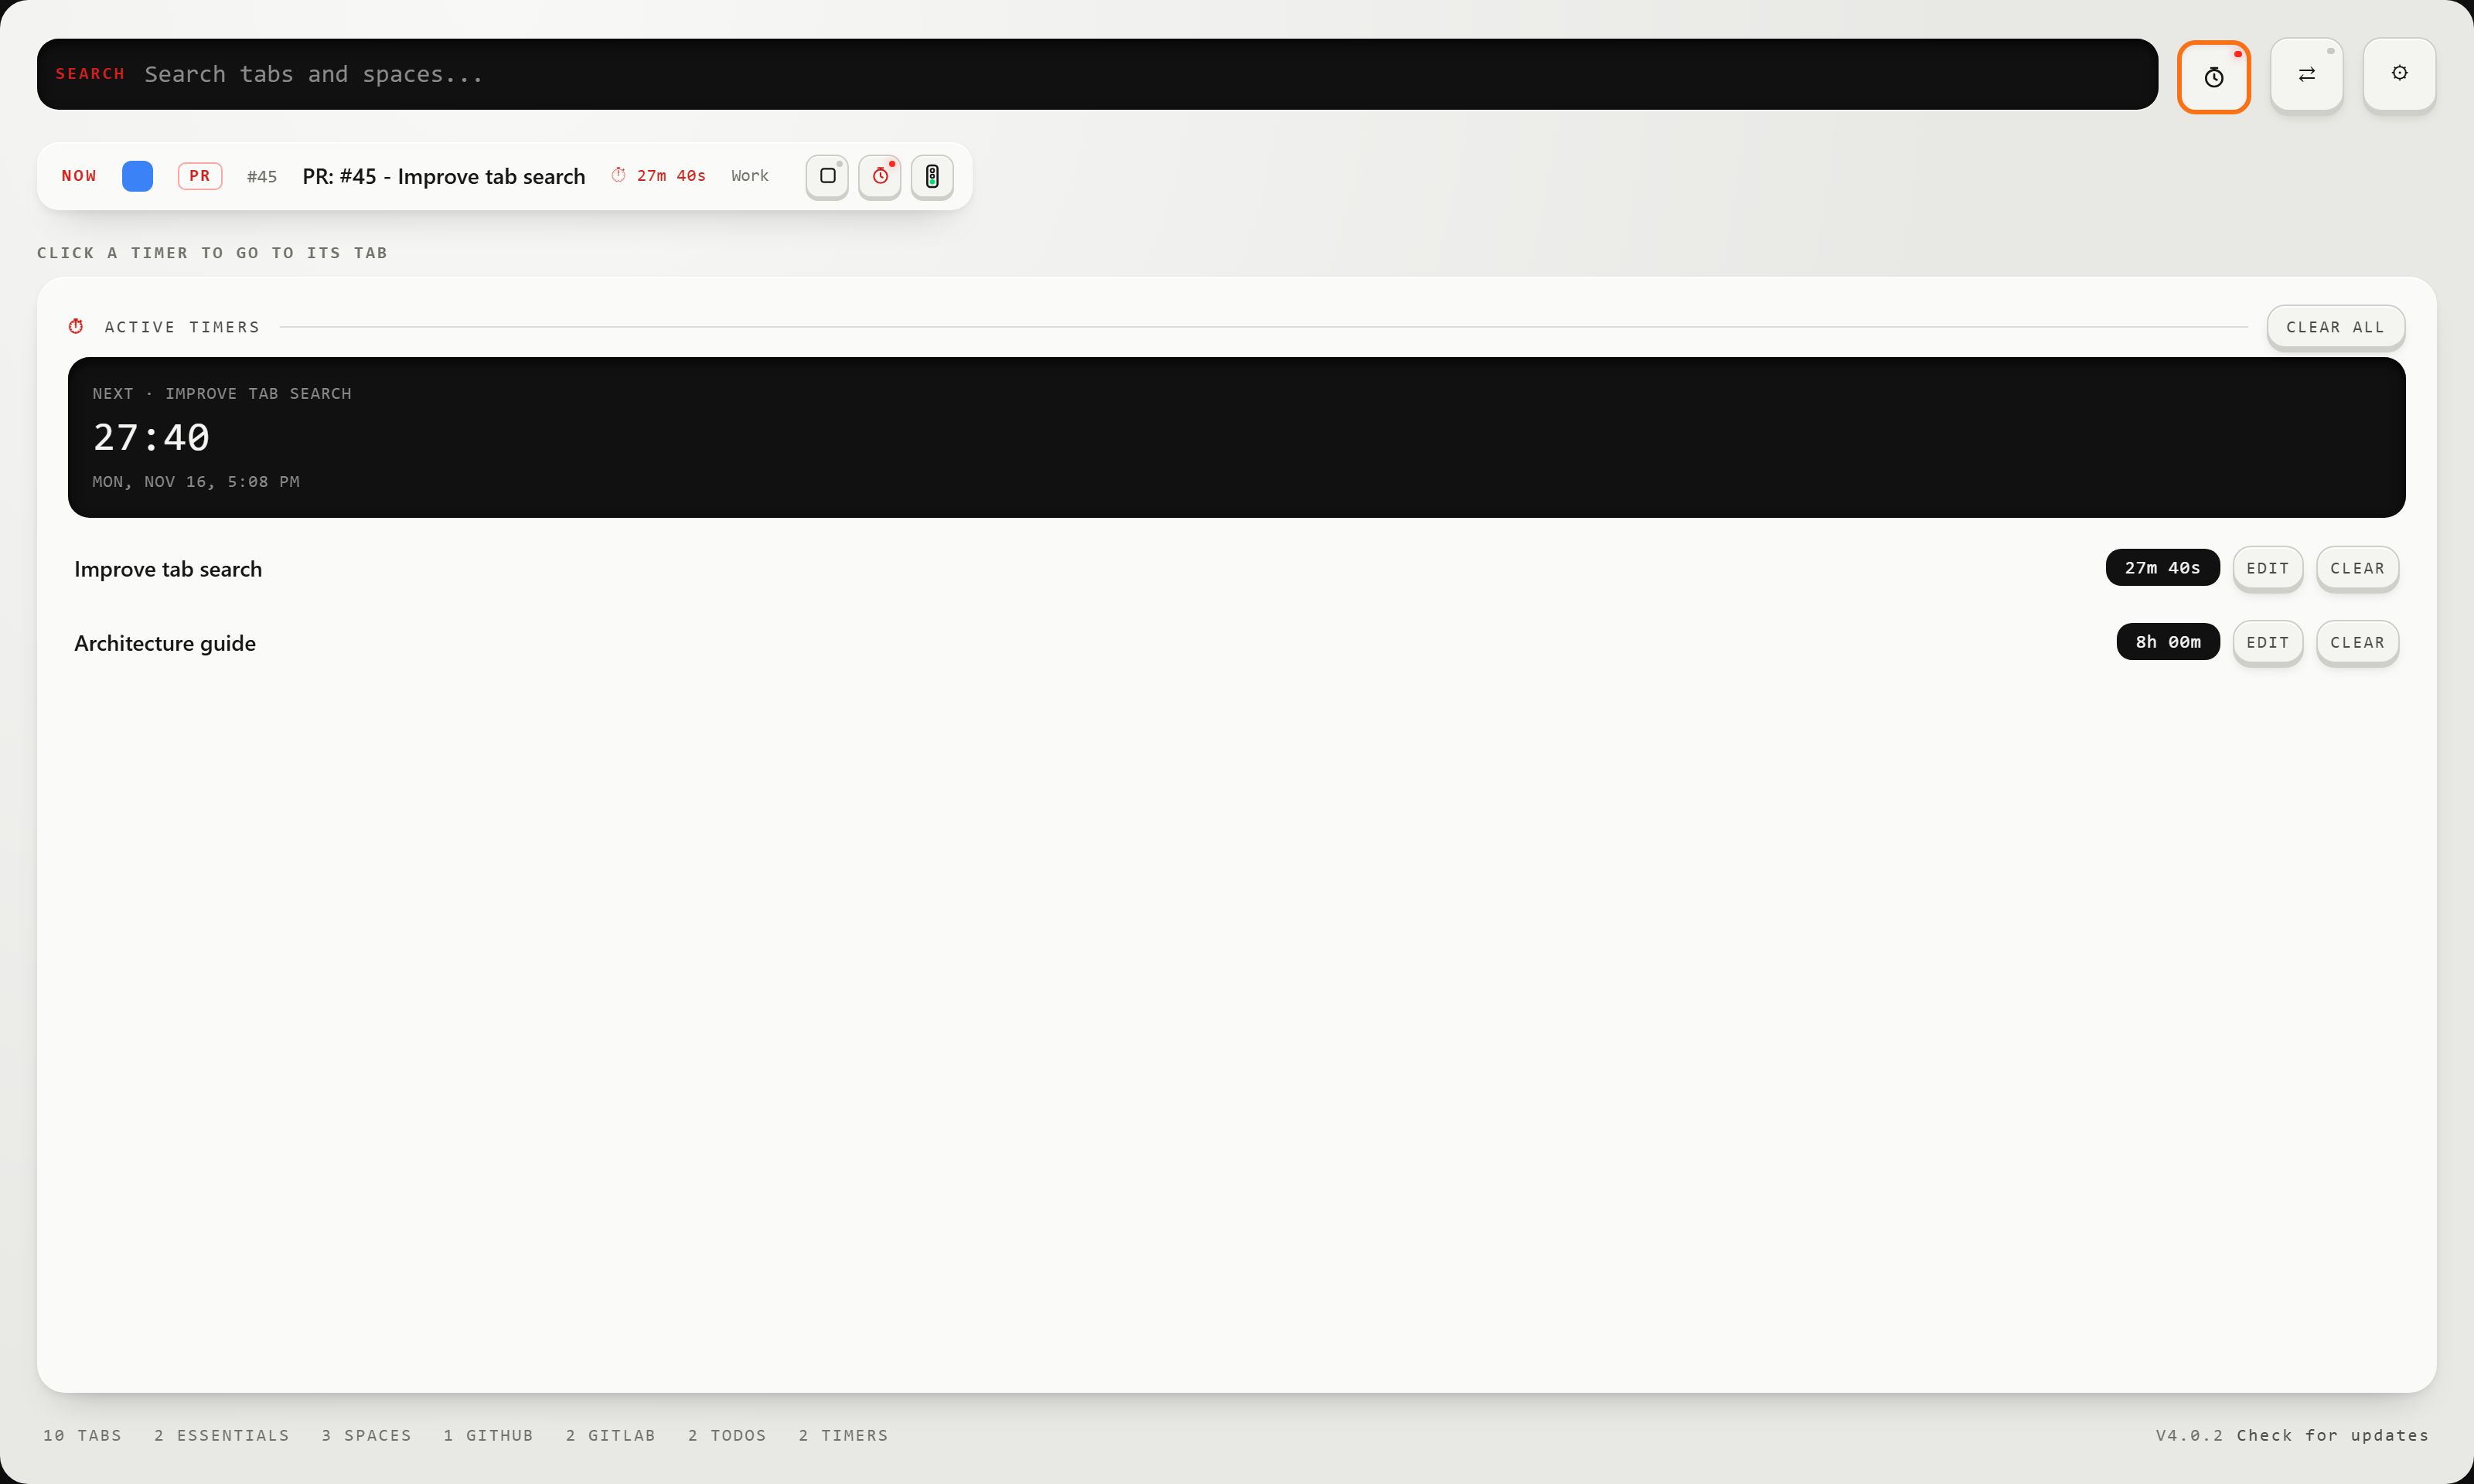 SEARCH Search tabs and spaces...
NOW PR #45 PR: #45 - Improve tab search 27m 40s Work
CLICK A TIMER TO GO TO ITS TAB
ACTIVE TIMERS CLEAR ALL
NEXT · IMPROVE TAB SEARCH
27:40
MON, NOV 16, 5:08 PM
Improve tab search 27m 40s EDIT CLEAR
Architecture guide 8h 00m EDIT CLEAR
10 TABS 2 ESSENTIALS 3 SPACES 1 GITHUB 2 GITLAB 2 TODOS 2 TIMERS V4.0.2 Check for updates